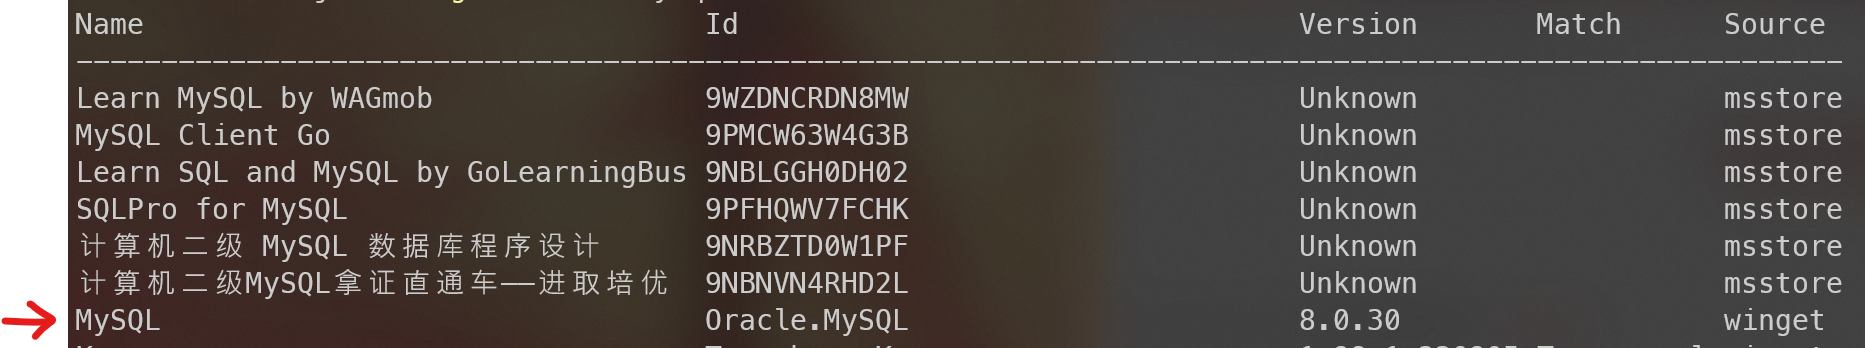 Name Id Version Match Source
Learn MySQL by WAGmob 9WZDNCRDN8MW Unknown msstore
MySQL Client Go 9PMCW63W4G3B Unknown msstore
Learn SQL and MySQL by GoLearningBus 9NBLGGH0DH02 Unknown msstore
SQLPro for MySQL 9PFHQWV7FCHK Unknown msstore
计算机二级 MySQL 数据库程序设计 9NRBZTD0W1PF Unknown msstore
计算机二级MySQL拿证直通车——进取培优 9NBNVN4RHD2L Unknown msstore
MySQL Oracle.MySQL 8.0.30 winget